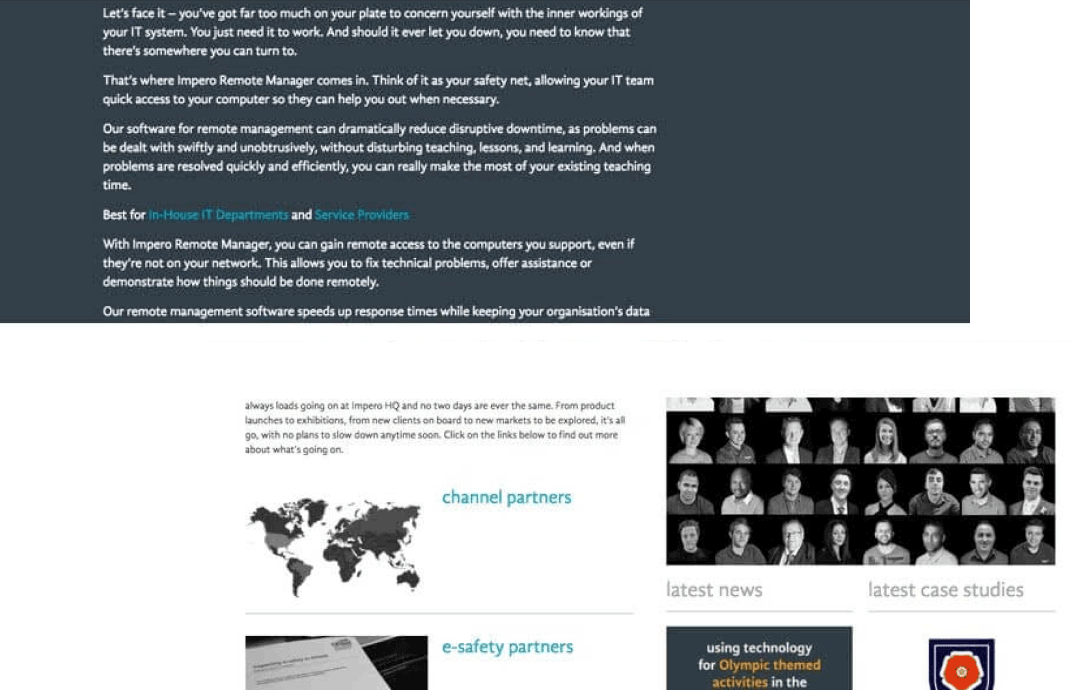 Let's face it – you've got far too much on your plate to concern yourself with the inner workings of
your IT system. You just need it to work. And should it ever let you down, you need to know that
there's somewhere you can turn to.
That's where Impero Remote Manager comes in. Think of it as your safety net, allowing your IT team
quick access to your computer so they can help you out when necessary.
Our software for remote management can dramatically reduce disruptive downtime, as problems can
be dealt with swiftly and unobtrusively, without disturbing teaching, lessons, and learning. And when
problems are resolved quickly and efficiently, you can really make the most of your existing teaching
time.
Best for In-House IT Departments and Service Providers
With Impero Remote Manager, you can gain remote access to the computers you support, even if
they're not on your network. This allows you to fix technical problems, offer assistance or
demonstrate how things should be done remotely.
Our remote management software speeds up response times while keeping your organisation's data
always loads going on at Impero HQ and no two days are ever the same. From product
launches to exhibitions, from new clients on board to new markets to be explored, it's all
go, with no plans to slow down anytime soon. Click on the links below to find out more
about what's going on.
channel partners
latest news
latest case studies
e-safety partners
using technology
for Olympic themed
activities in the